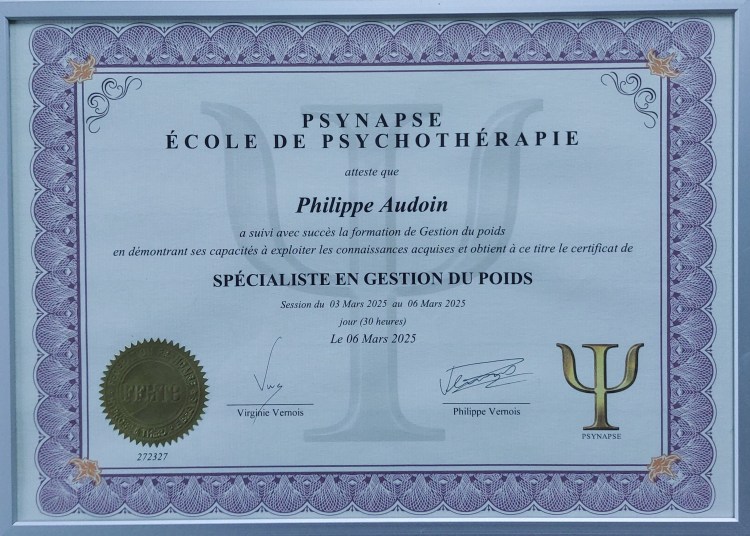 PSYNAPSE
ÉCOLE DE PSYCHOTHÉRAPIE
atteste que
Philippe Audoin
a suivi avec succès la formation de Gestion du poids
en démontrant ses capacités à exploiter les connaissances acquises et obtient à ce titre le certificat de
SPÉCIALISTE EN GESTION DU POIDS
Session du 03 Mars 2025 au 06 Mars 2025
jour (30 heures)
Le 06 Mars 2025
Virginie Vernois
Philippe Vernois
PSYNAPSE
272327